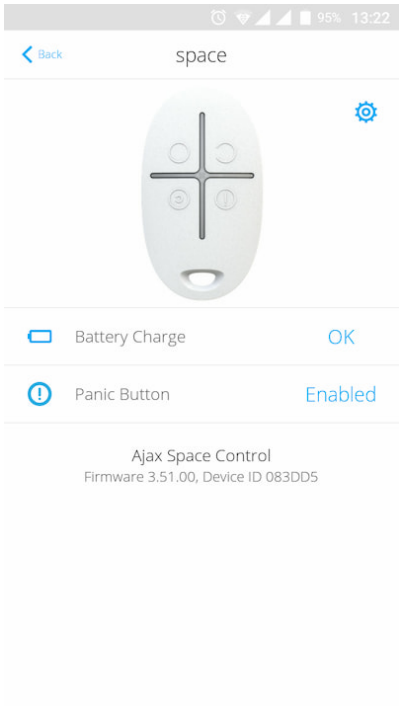 95% 13:22
Back
space
Battery Charge OK
Panic Button Enabled
Ajax Space Control
Firmware 3.51.00, Device ID 083DD5